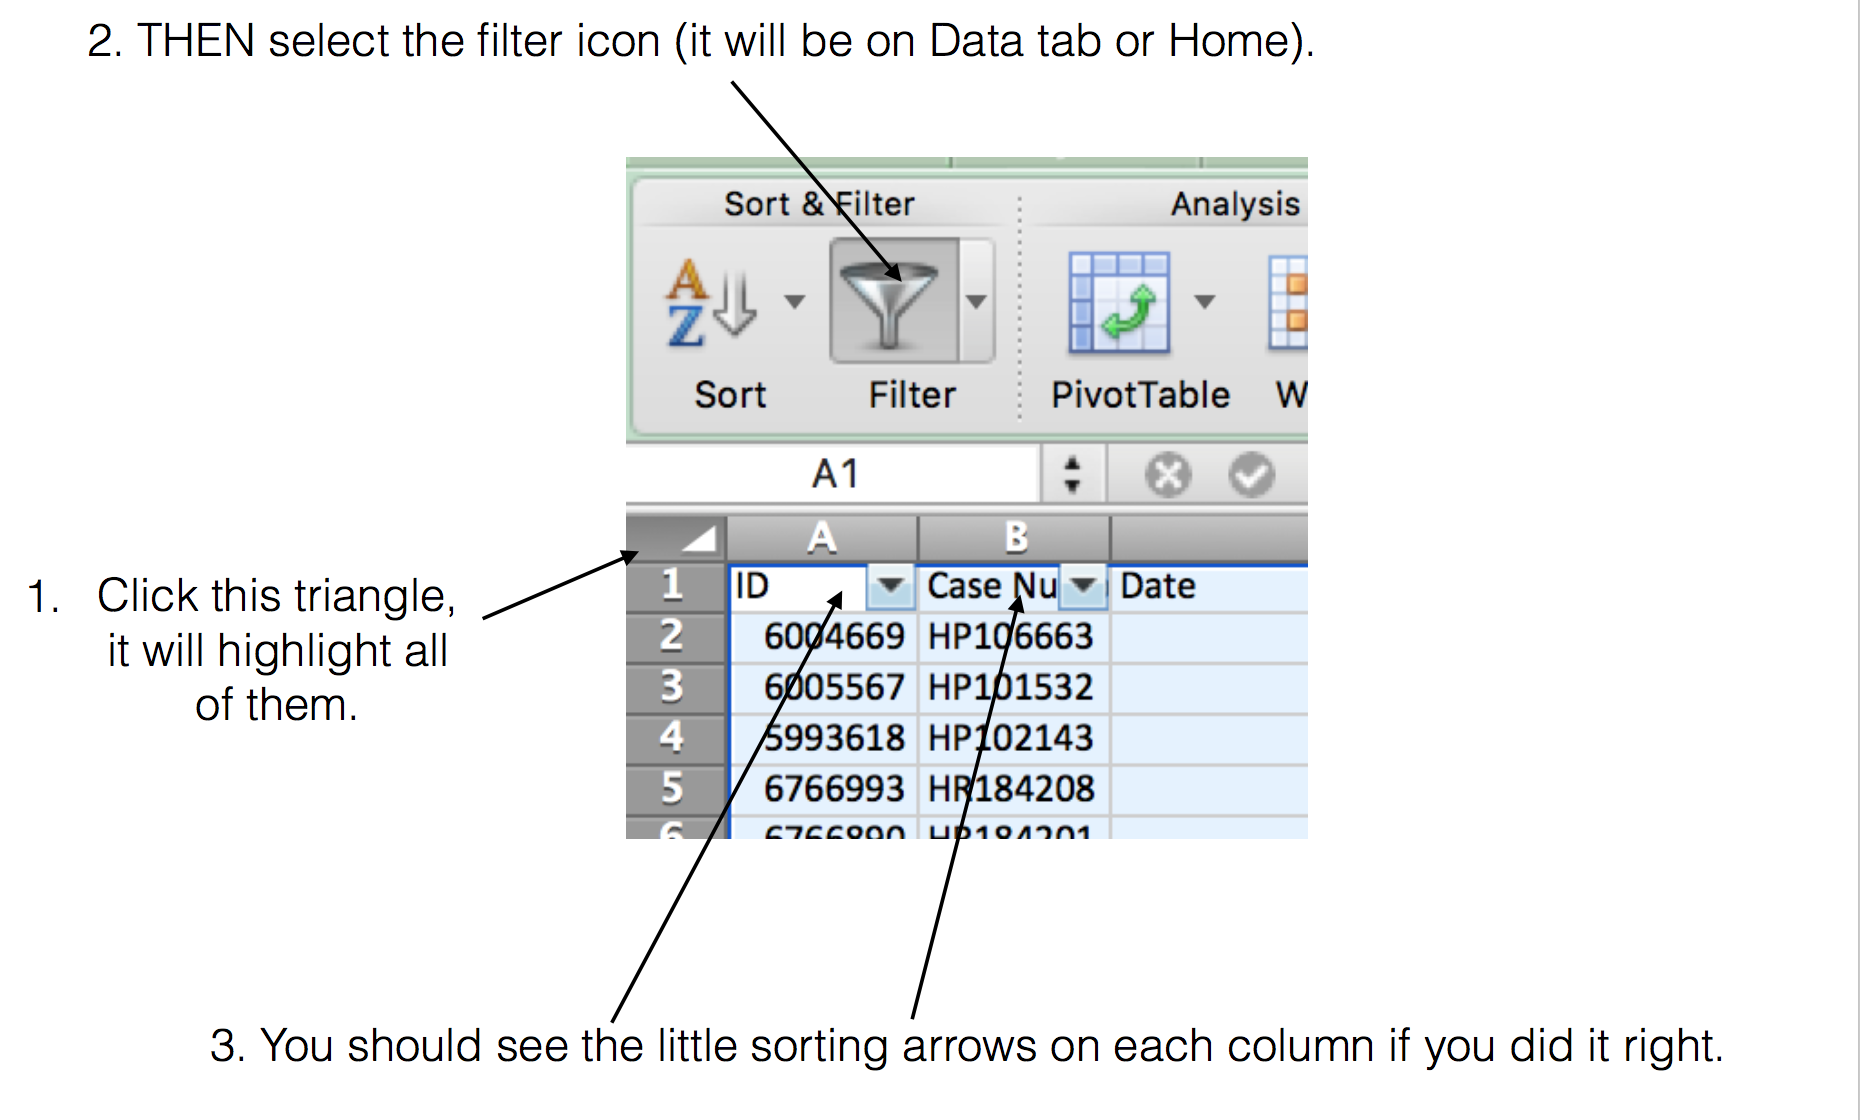 2. THEN select the filter icon (it will be on Data tab or Home).
Sort & Filter
Analysis
A
Z
Sort
Filter
PivotTable
W
A1
A
B
1. Click this triangle,
it will highlight all
of them.
1 ID Case Nu Date
2 6004669 HP106663
3 6005567 HP101532
4 5993618 HP102143
5 6766993 HR184208
6 6766890 HR184201
3. You should see the little sorting arrows on each column if you did it right.